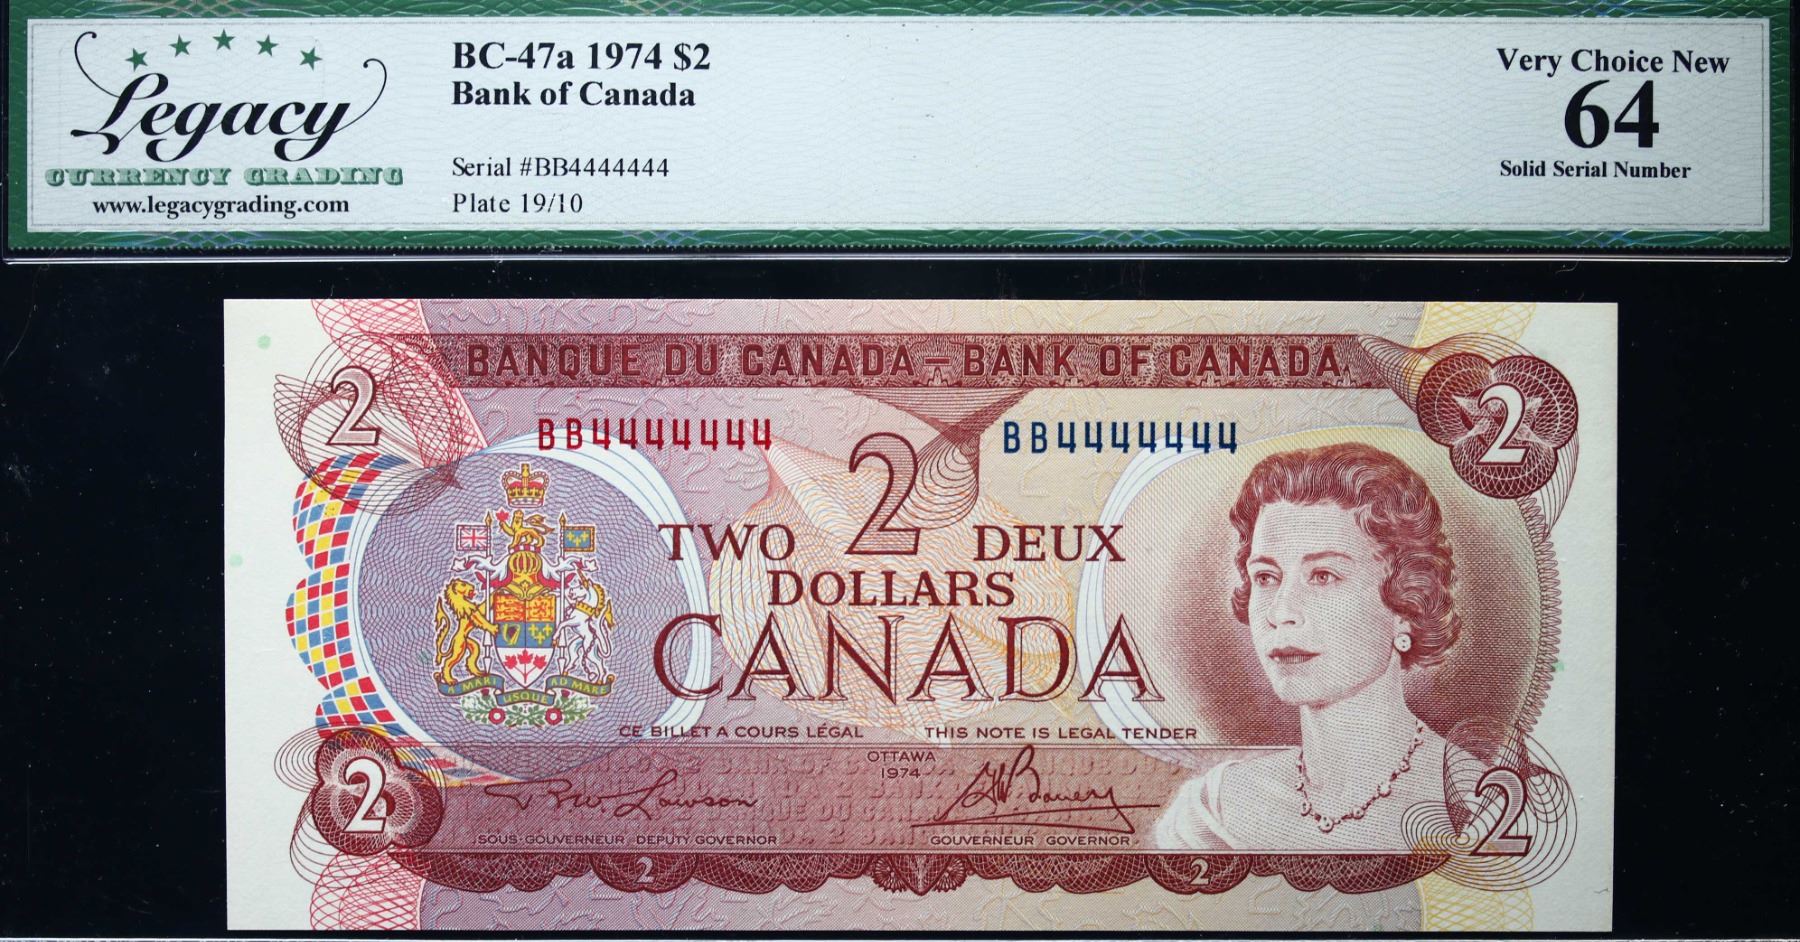 Legacy
CURRENCY GRADING
www.legacygrading.com
BC-47a 1974 $2
Bank of Canada
Serial #BB4444444
Plate 19/10
Very Choice New
64
Solid Serial Number
BANQUE DU CANADA – BANK OF CANADA
2
2
BB4444444
BB4444444
2
TWO DEUX
DOLLARS
CANADA
A MARI USQUE AD MARE
CE BILLET A COURS LÉGAL THIS NOTE IS LEGAL TENDER
OTTAWA
1974
2
R W Lawson
G K Bouey
2
SOUS-GOUVERNEUR DEPUTY GOVERNOR
GOUVERNEUR GOVERNOR
2
2